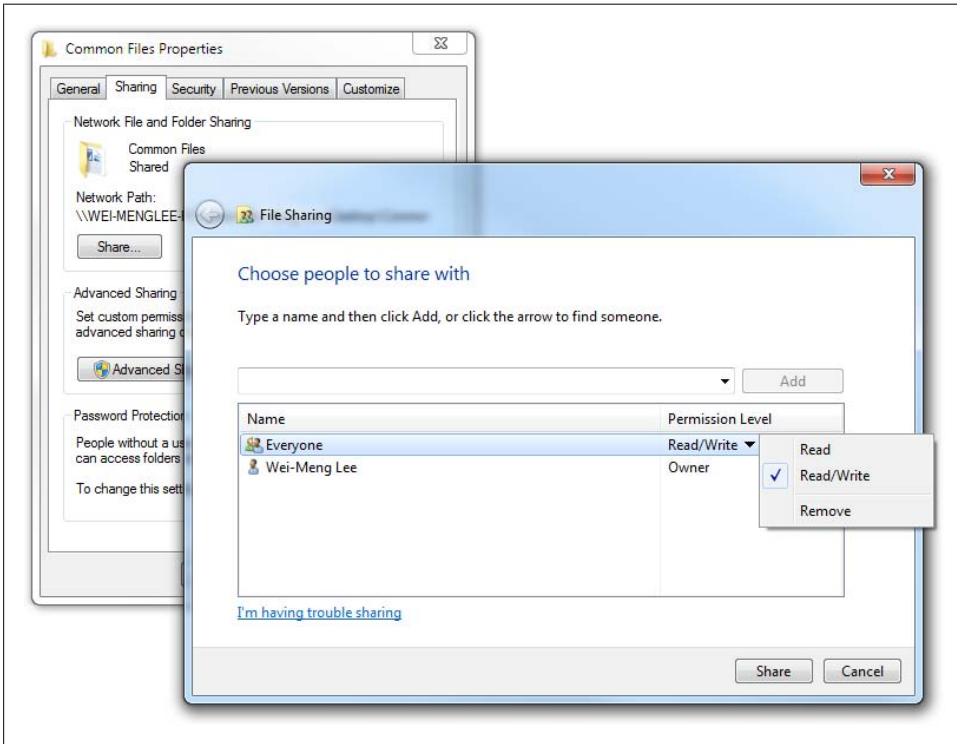 Common Files Properties
General Sharing Security Previous Versions Customize
Network File and Folder Sharing
Common Files
Shared
Network Path:
\\WEI-MENGLEE-
Share...
Advanced Sharing
Set custom permiss
advanced sharing
Advanced S
Password Protection
People without a us
can access folders
To change this sett
File Sharing
Choose people to share with
Type a name and then click Add, or click the arrow to find someone.
Add
Name Permission Level
Everyone Read/Write
Wei-Meng Lee Owner
Read
Read/Write
Remove
I'm having trouble sharing
Share Cancel